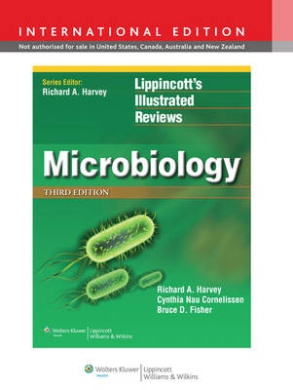 INTERNATIONAL EDITION
Not authorised for sale in United States, Canada, Australia and New Zealand
Series Editor:
Richard A. Harvey
Lippincott's
Illustrated
Reviews
Microbiology
THIRD EDITION
Richard A. Harvey
Cynthia Nau Cornelissen
Bruce D. Fisher
Wolters Kluwer
Health
Lippincott
Williams & Wilkins
Wolters Kluwer
Health
Lippincott
Williams & Wilkins